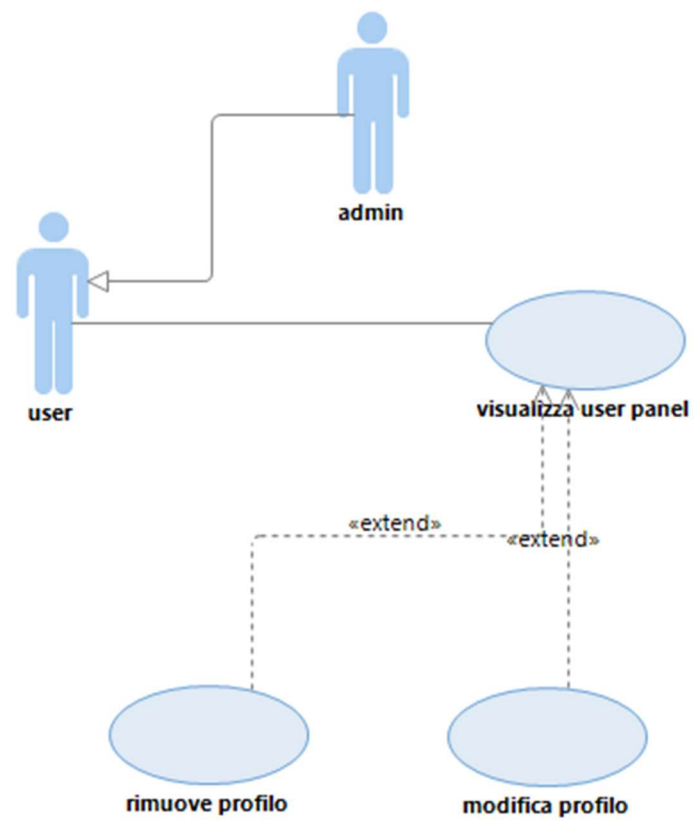 admin
user
visualizza user panel
«extend»
«extend»
rimuove profilo
modifica profilo